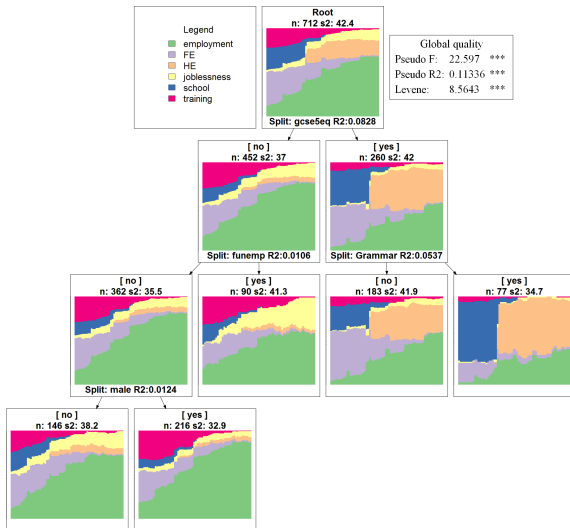 Legend
employment
FE
HE
joblessness
school
training
Root
n: 712 s2: 42.4
Split: gcse5eq R2:0.0828
Global quality
Pseudo F: 22.597 ***
Pseudo R2: 0.11336 ***
Levene: 8.5643 ***
[ no ]
n: 452 s2: 37
Split: funemp R2:0.0106
[ yes ]
n: 260 s2: 42
Split: Grammar R2:0.0537
[ no ]
n: 362 s2: 35.5
Split: male R2:0.0124
[ yes ]
n: 90 s2: 41.3
[ no ]
n: 183 s2: 41.9
[ yes ]
n: 77 s2: 34.7
[ no ]
n: 146 s2: 38.2
[ yes ]
n: 216 s2: 32.9